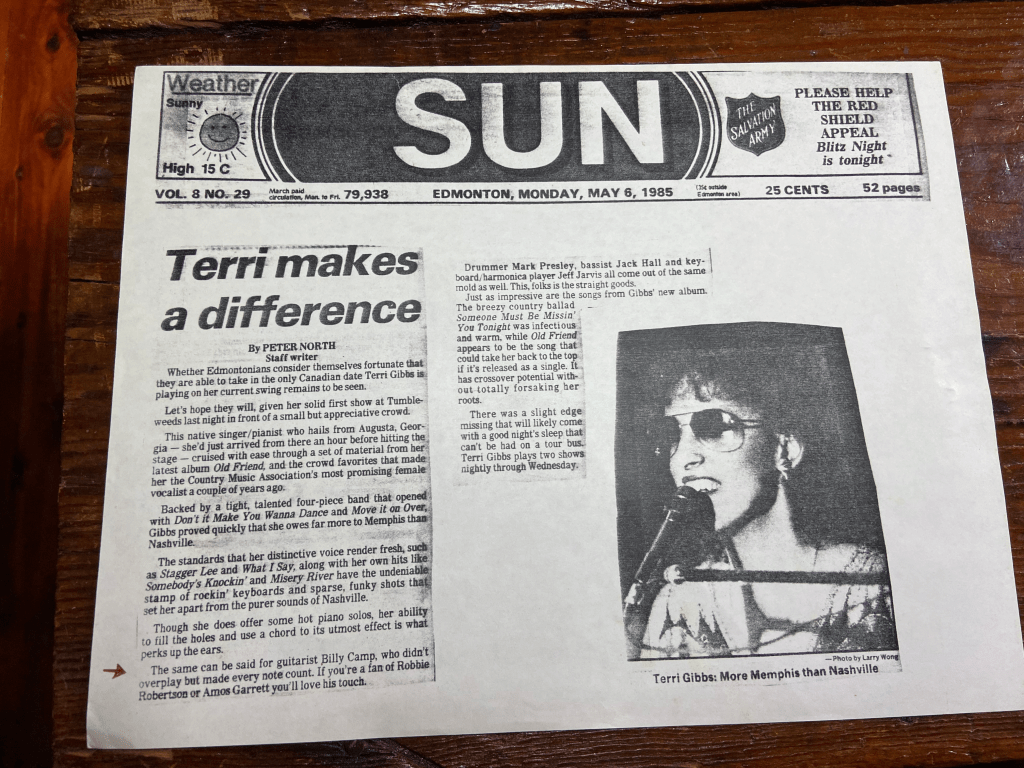 Weather
Sunny
High 15 C
SUN
THE
SALVATION
ARMY
PLEASE HELP
THE RED
SHIELD
APPEAL
Blitz Night
is tonight
VOL. 8 NO. 29
March paid
circulation, Mon. to Fri. 79,938
EDMONTON, MONDAY, MAY 6, 1985
(35¢ outside
Edmonton area)
25 CENTS
52 pages
Terri makes
a difference
By PETER NORTH
Staff writer
Whether Edmontonians consider themselves fortunate that
they are able to take in the only Canadian date Terri Gibbs is
playing on her current swing remains to be seen.
Let's hope they will, given her solid first show at Tumble-
weeds last night in front of a small but appreciative crowd.
This native singer/pianist who hails from Augusta, Geor-
gia — she'd just arrived from there an hour before hitting the
stage — cruised with ease through a set of material from her
latest album Old Friend, and the crowd favorites that made
her the Country Music Association's most promising female
vocalist a couple of years ago.
Backed by a tight, talented four-piece band that opened
with Don't it Make You Wanna Dance and Move it on Over,
Gibbs proved quickly that she owes far more to Memphis than
Nashville.
The standards that her distinctive voice render fresh, such
as Stagger Lee and What I Say, along with her own hits like
Somebody's Knockin' and Misery River have the undeniable
stamp of rockin' keyboards and sparse, funky shots that
set her apart from the purer sounds of Nashville.
Though she does offer some hot piano solos, her ability
to fill the holes and use a chord to its utmost effect is what
perks up the ears.
The same can be said for guitarist Billy Camp, who didn't
overplay but made every note count. If you're a fan of Robbie
Robertson or Amos Garrett you'll love his touch.
Drummer Mark Presley, bassist Jack Hall and key-
board/harmonica player Jeff Jarvis all come out of the same
mold as well. This, folks is the straight goods.
Just as impressive are the songs from Gibbs' new album.
The breezy country ballad
Someone Must Be Missin'
You Tonight was infectious
and warm, while Old Friend
appears to be the song that
could take her back to the top
if it's released as a single. It
has crossover potential with-
out totally forsaking her
roots.
There was a slight edge
missing that will likely come
with a good night's sleep that
can't be had on a tour bus.
Terri Gibbs plays two shows
nightly through Wednesday.
—Photo by Larry Wong
Terri Gibbs: More Memphis than Nashville